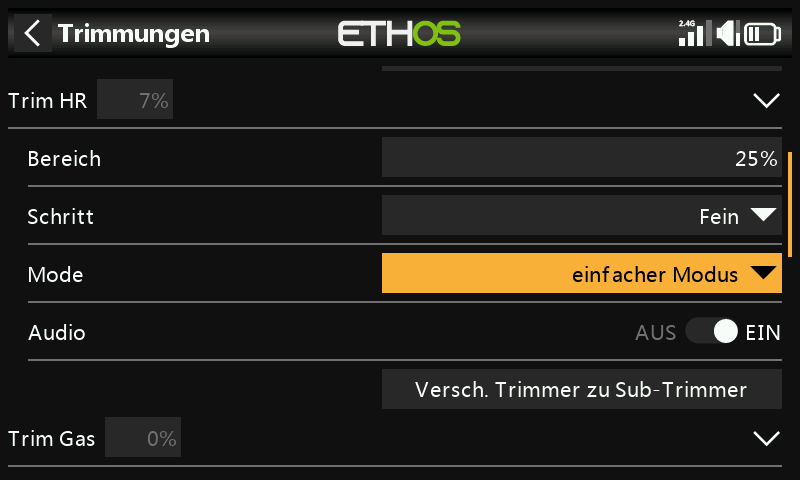 Trimmungen
ETHOS
2.4G
Trim HR 7%
Bereich 25%
Schritt Fein
Mode einfacher Modus
Audio AUS EIN
Versch. Trimmer zu Sub-Trimmer
Trim Gas 0%